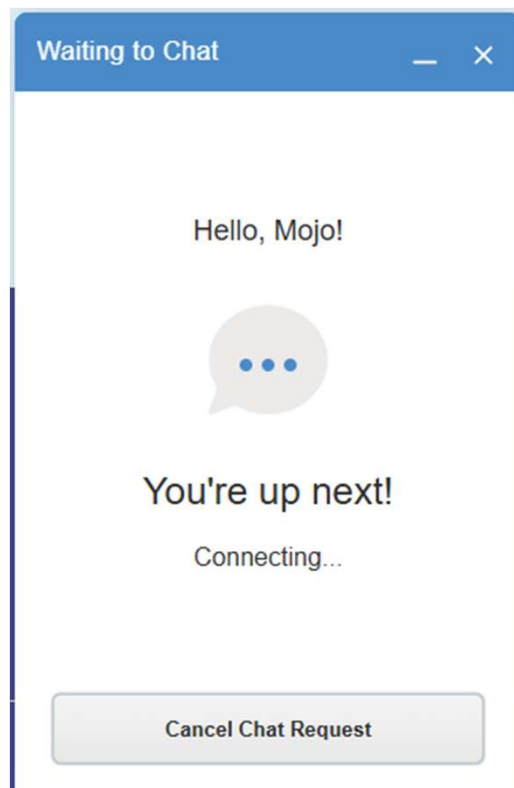 Waiting to Chat
Hello, Mojo!
You're up next!
Connecting...
Cancel Chat Request